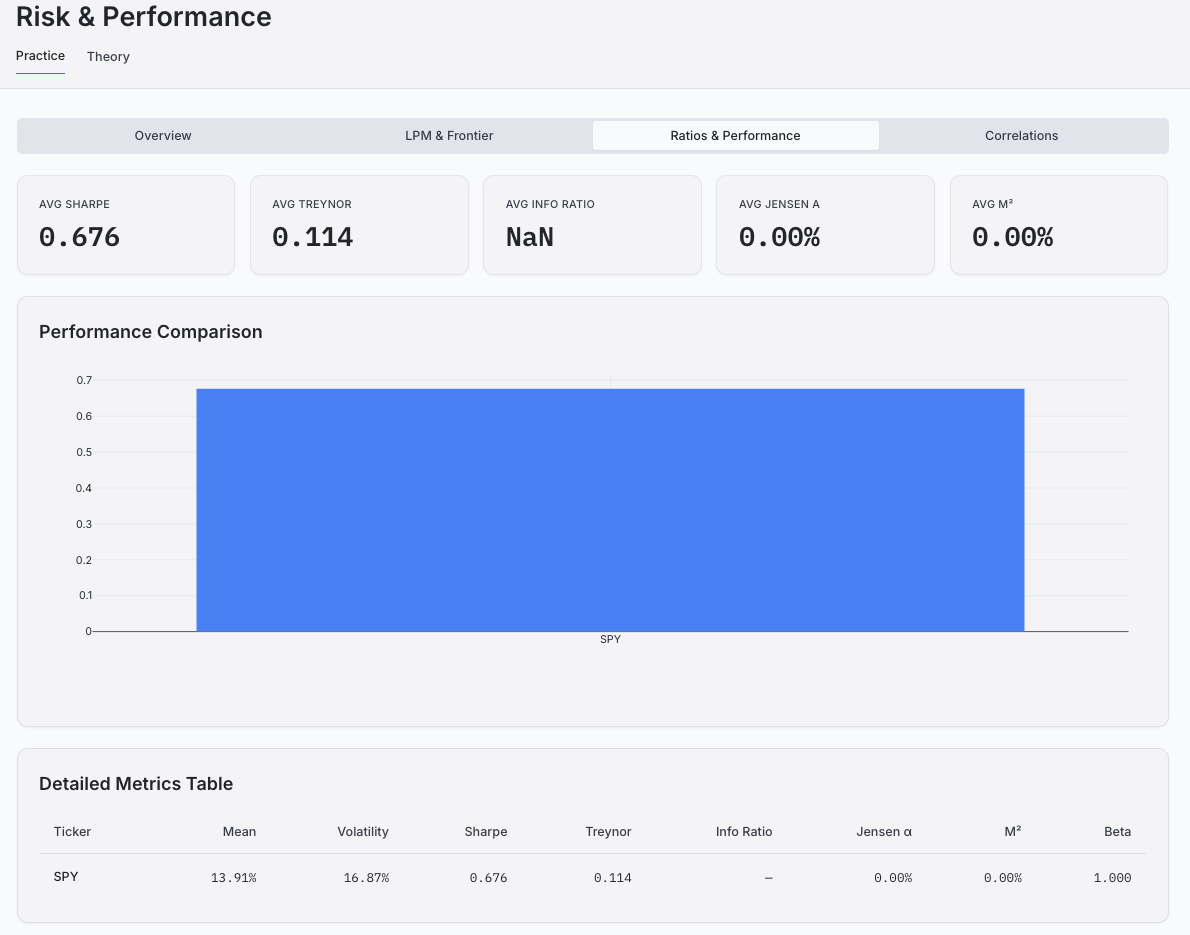 Risk & Performance
Practice Theory
Overview LPM & Frontier Ratios & Performance Correlations
AVG SHARPE AVG TREYNOR AVG INFO RATIO AVG JENSEN Α AVG M²
0.676 0.114 NaN 0.00% 0.00%
Performance Comparison
0.7
0.6
0.5
0.4
0.3
0.2
0.1
0
SPY
Detailed Metrics Table
Ticker Mean Volatility Sharpe Treynor Info Ratio Jensen α M² Beta
SPY 13.91% 16.87% 0.676 0.114 — 0.00% 0.00% 1.000